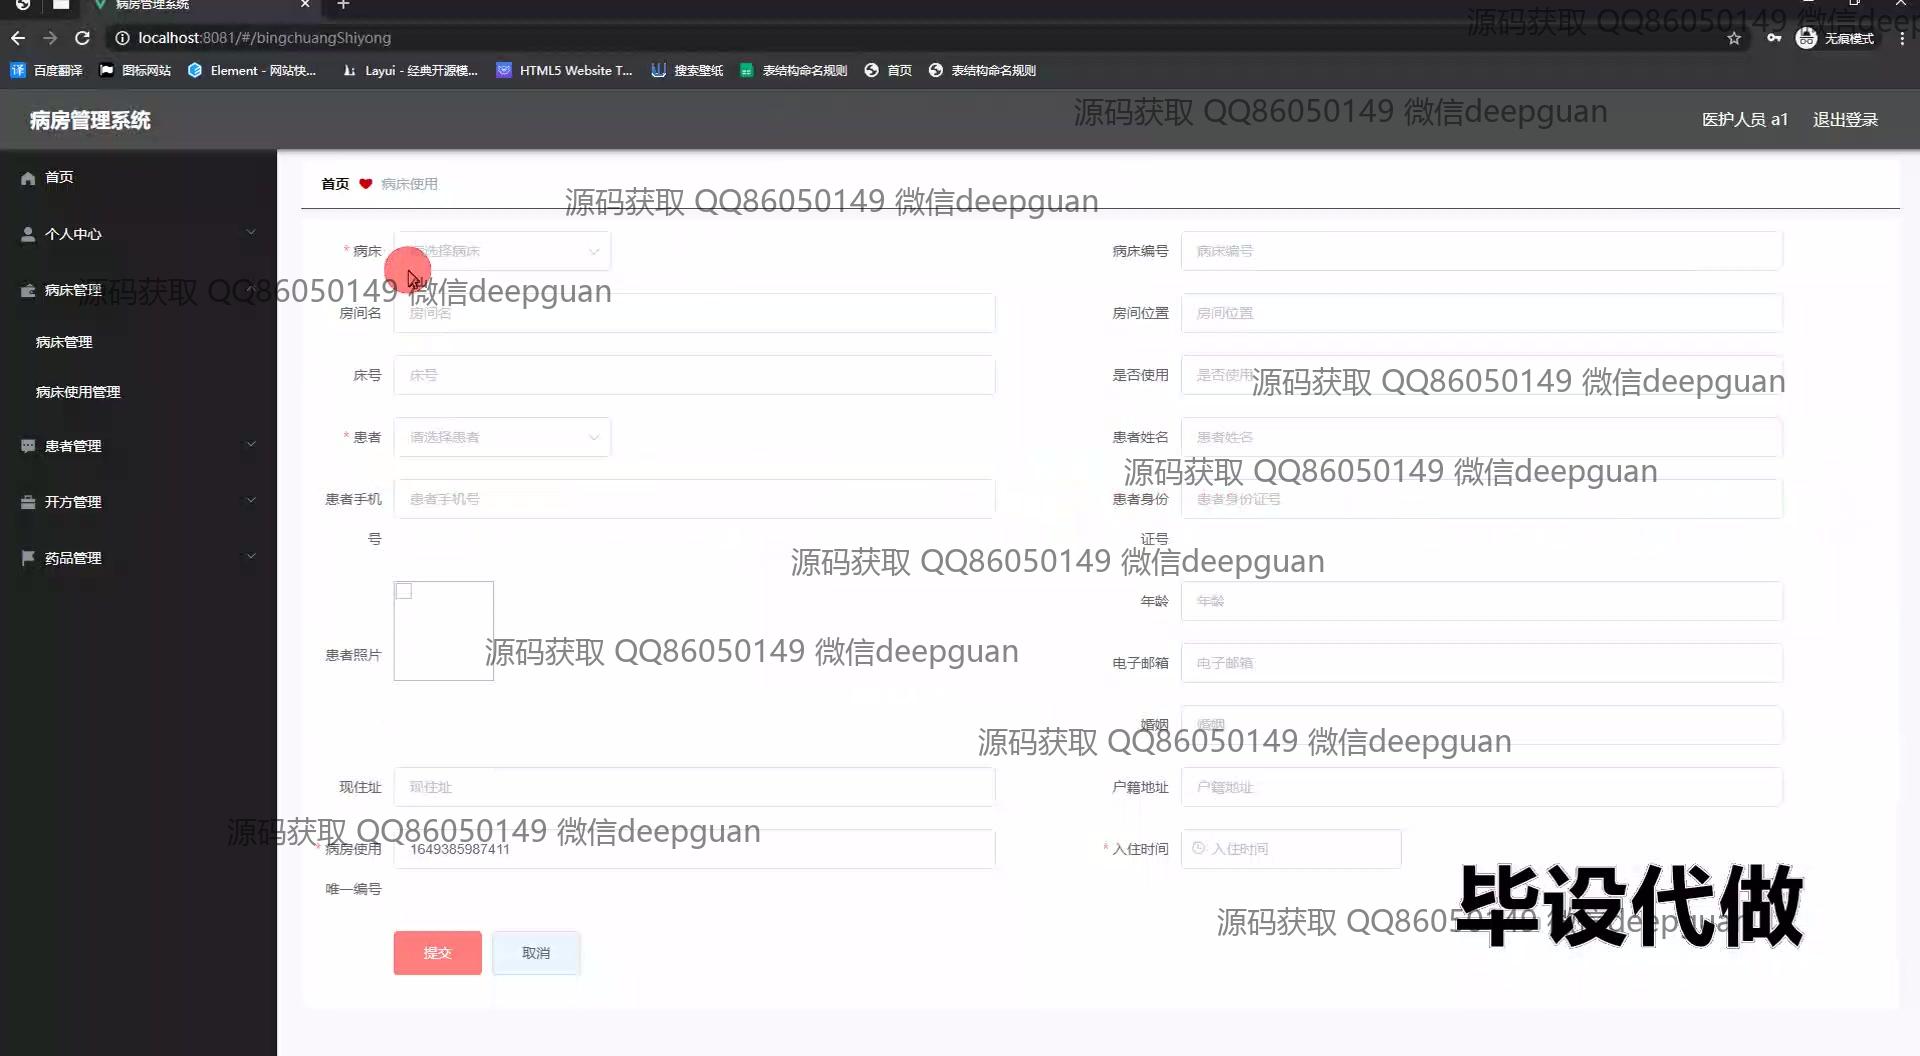 病房管理系统
localhost:8081/#/bingchuangShiyong
无痕模式
百度翻译
图标网站
Element - 网站快...
Layui - 经典开源模...
HTML5 Website T...
搜索壁纸
表结构命名规则
首页
表结构命名规则
源码获取 QQ86050149 微信deep
病房管理系统
源码获取 QQ86050149 微信deepguan
医护人员 a1
退出登录
首页
个人中心
病床管理
病床管理
病床使用管理
患者管理
开方管理
药品管理
首页 病床使用
源码获取 QQ86050149 微信deepguan
* 病床 请选择病床
病床编号 病床编号
源码获取 QQ86050149 微信deepguan
房间名 房间名
房间位置 房间位置
床号 床号
是否使用 是否使用
源码获取 QQ86050149 微信deepguan
* 患者 请选择患者
患者姓名 患者姓名
源码获取 QQ86050149 微信deepguan
患者手机号 患者手机号
患者身份证号 患者身份证号
源码获取 QQ86050149 微信deepguan
年龄 年龄
患者照片
源码获取 QQ86050149 微信deepguan
电子邮箱 电子邮箱
婚姻 婚姻
源码获取 QQ86050149 微信deepguan
现住址 现住址
户籍地址 户籍地址
源码获取 QQ86050149 微信deepguan
* 病房使用唯一编号 1649385987411
* 入住时间 入住时间
毕设代做
源码获取 QQ86050149 微信deepguan
提交
取消